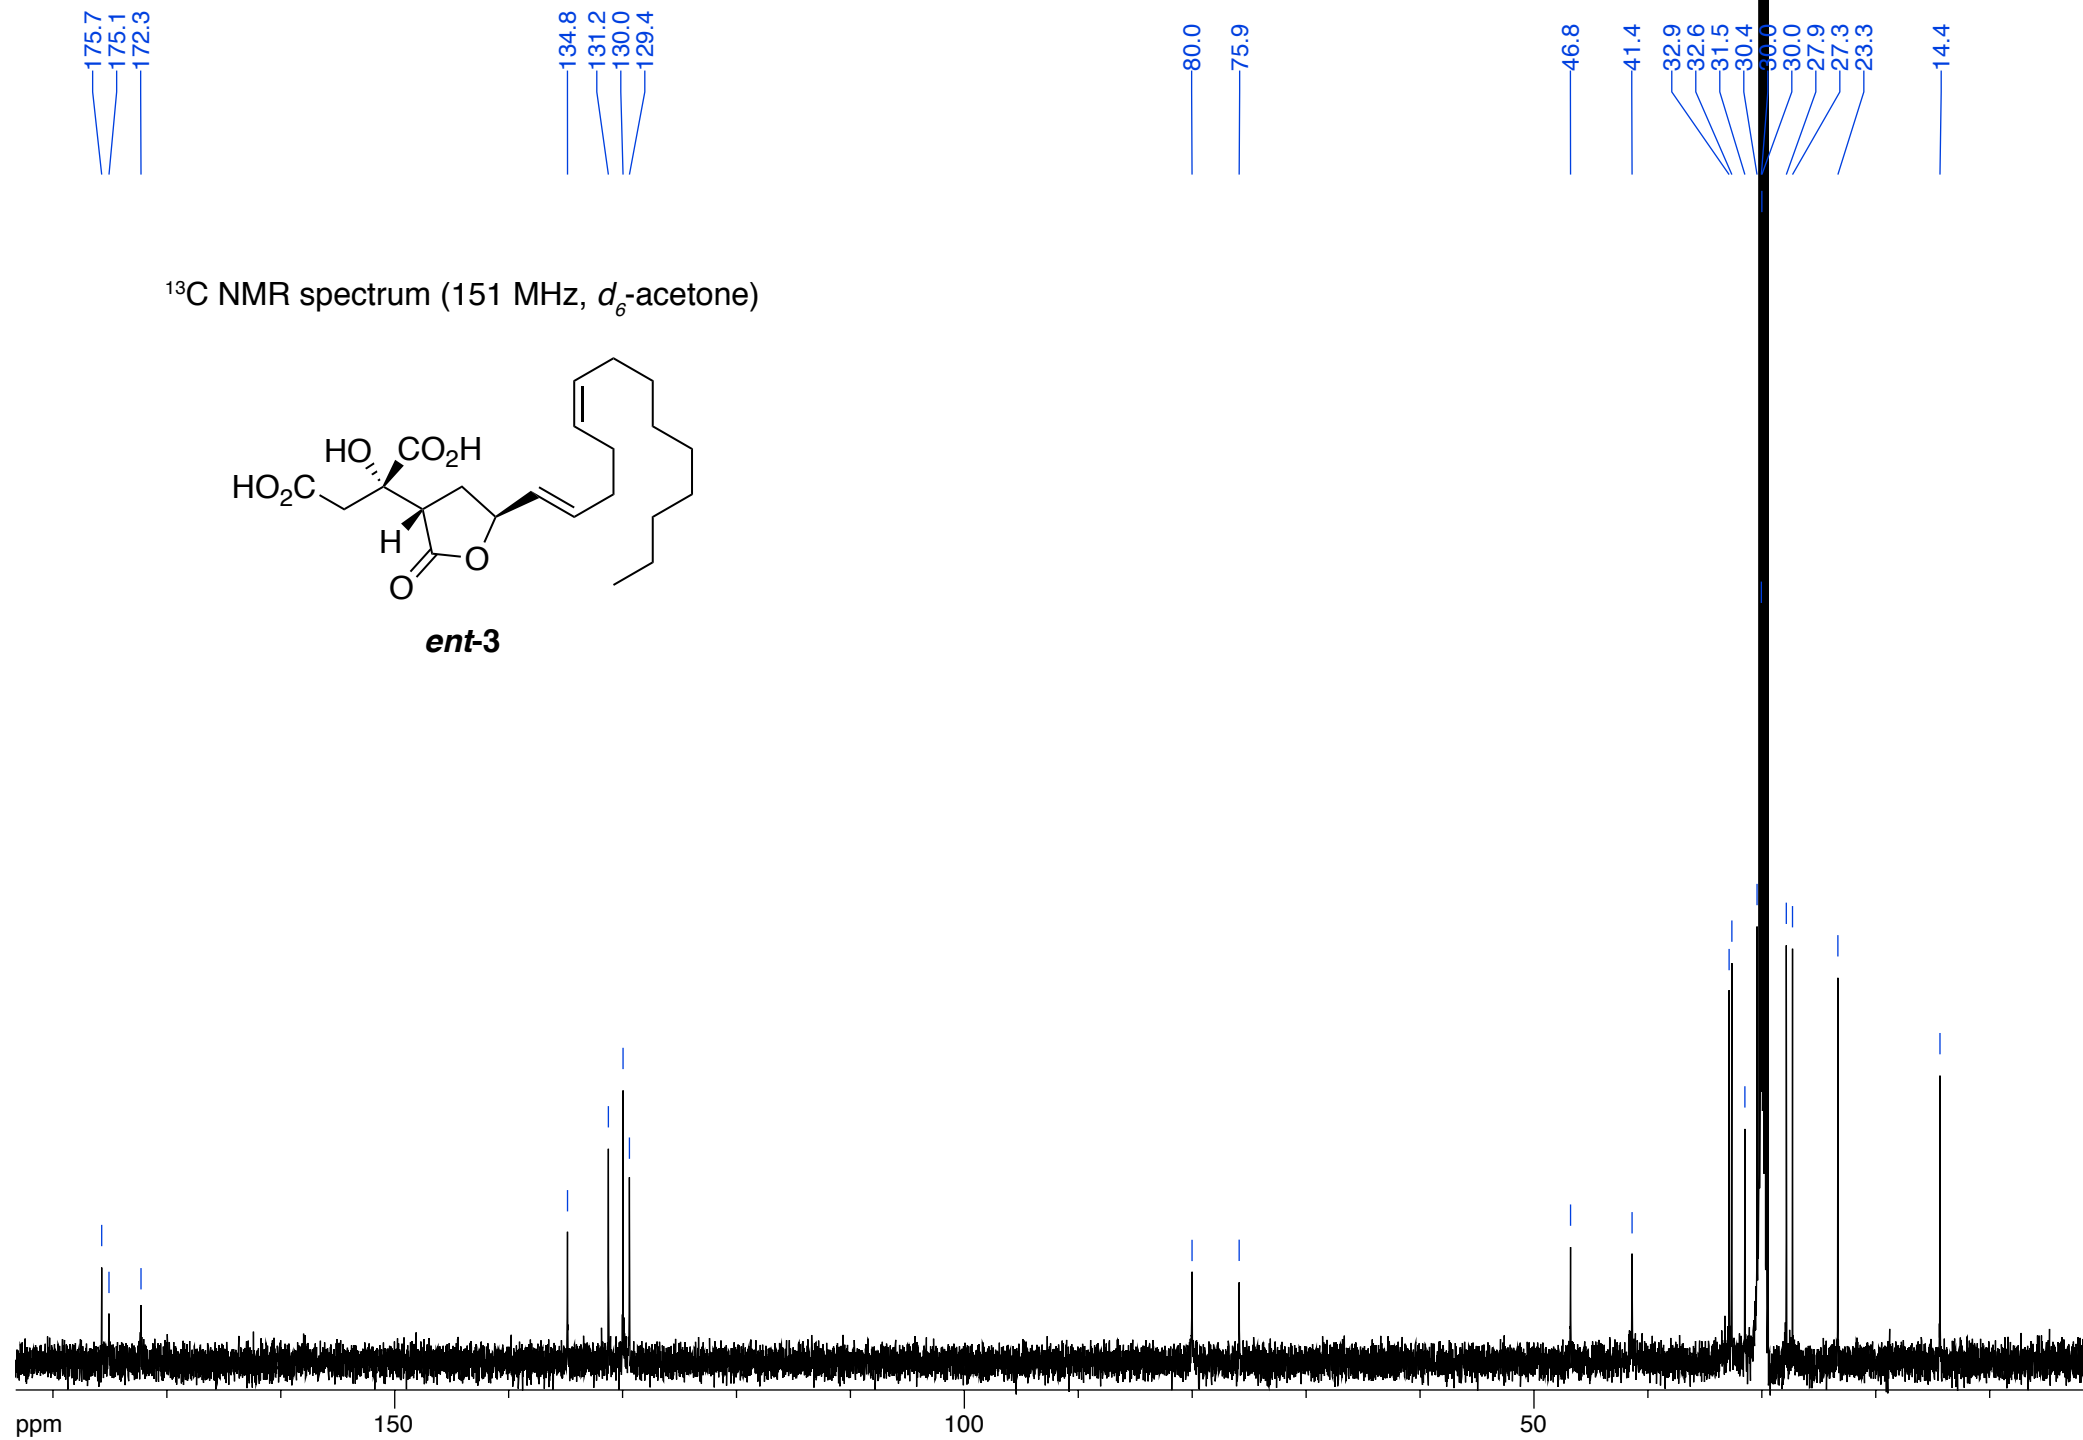 175.7
175.1
172.3
134.8
131.2
130.0
129.4
80.0
75.9
46.8
41.4
32.9
32.6
31.5
30.4
30.0
30.0
27.9
27.3
23.3
14.4
¹³C NMR spectrum (151 MHz, d₆-acetone)
HO CO₂H
HO₂C
H
O
O
ent-3
ppm 150 100 50